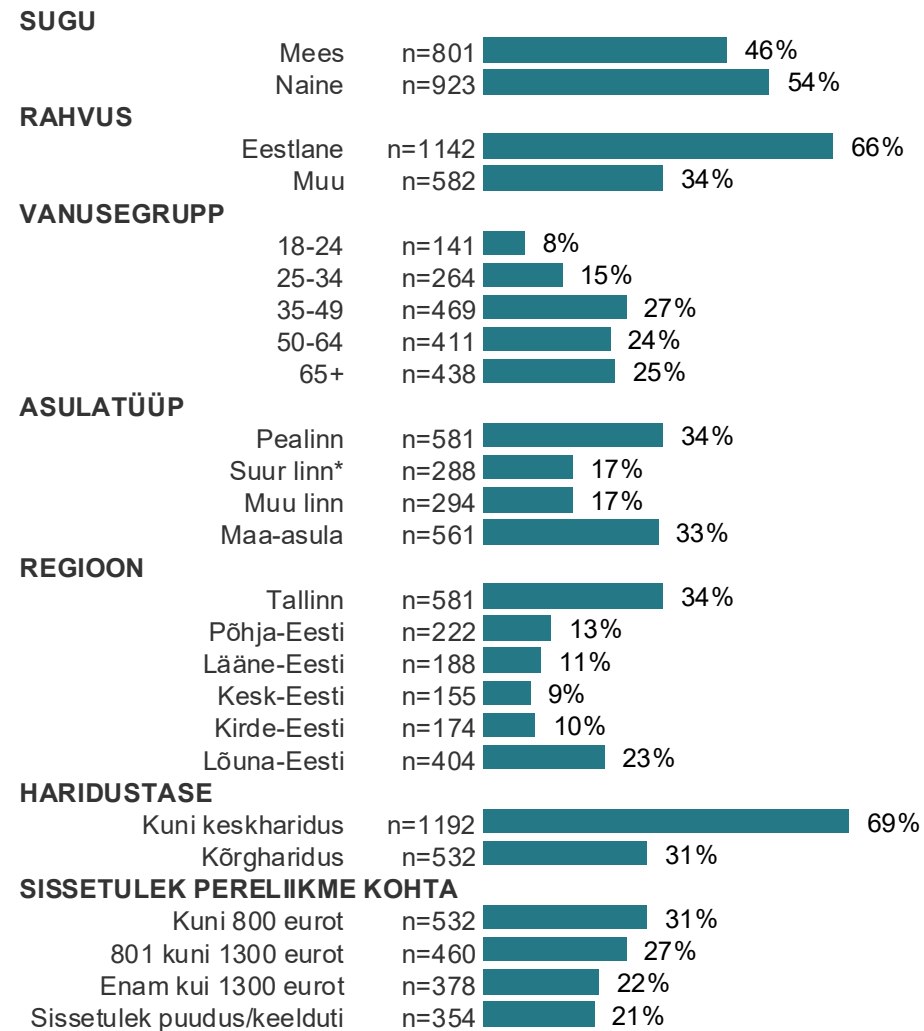 SUGU
Mees n=801 46%
Naine n=923 54%
RAHVUS
Eestlane n=1142 66%
Muu n=582 34%
VANUSEGRUPP
18-24 n=141 8%
25-34 n=264 15%
35-49 n=469 27%
50-64 n=411 24%
65+ n=438 25%
ASULATÜÜP
Pealinn n=581 34%
Suur linn* n=288 17%
Muu linn n=294 17%
Maa-asula n=561 33%
REGIOON
Tallinn n=581 34%
Põhja-Eesti n=222 13%
Lääne-Eesti n=188 11%
Kesk-Eesti n=155 9%
Kirde-Eesti n=174 10%
Lõuna-Eesti n=404 23%
HARIDUSTASE
Kuni keskharidus n=1192 69%
Kõrgharidus n=532 31%
SISSETULEK PERELIIKME KOHTA
Kuni 800 eurot n=532 31%
801 kuni 1300 eurot n=460 27%
Enam kui 1300 eurot n=378 22%
Sissetulek puudus/keelduti n=354 21%